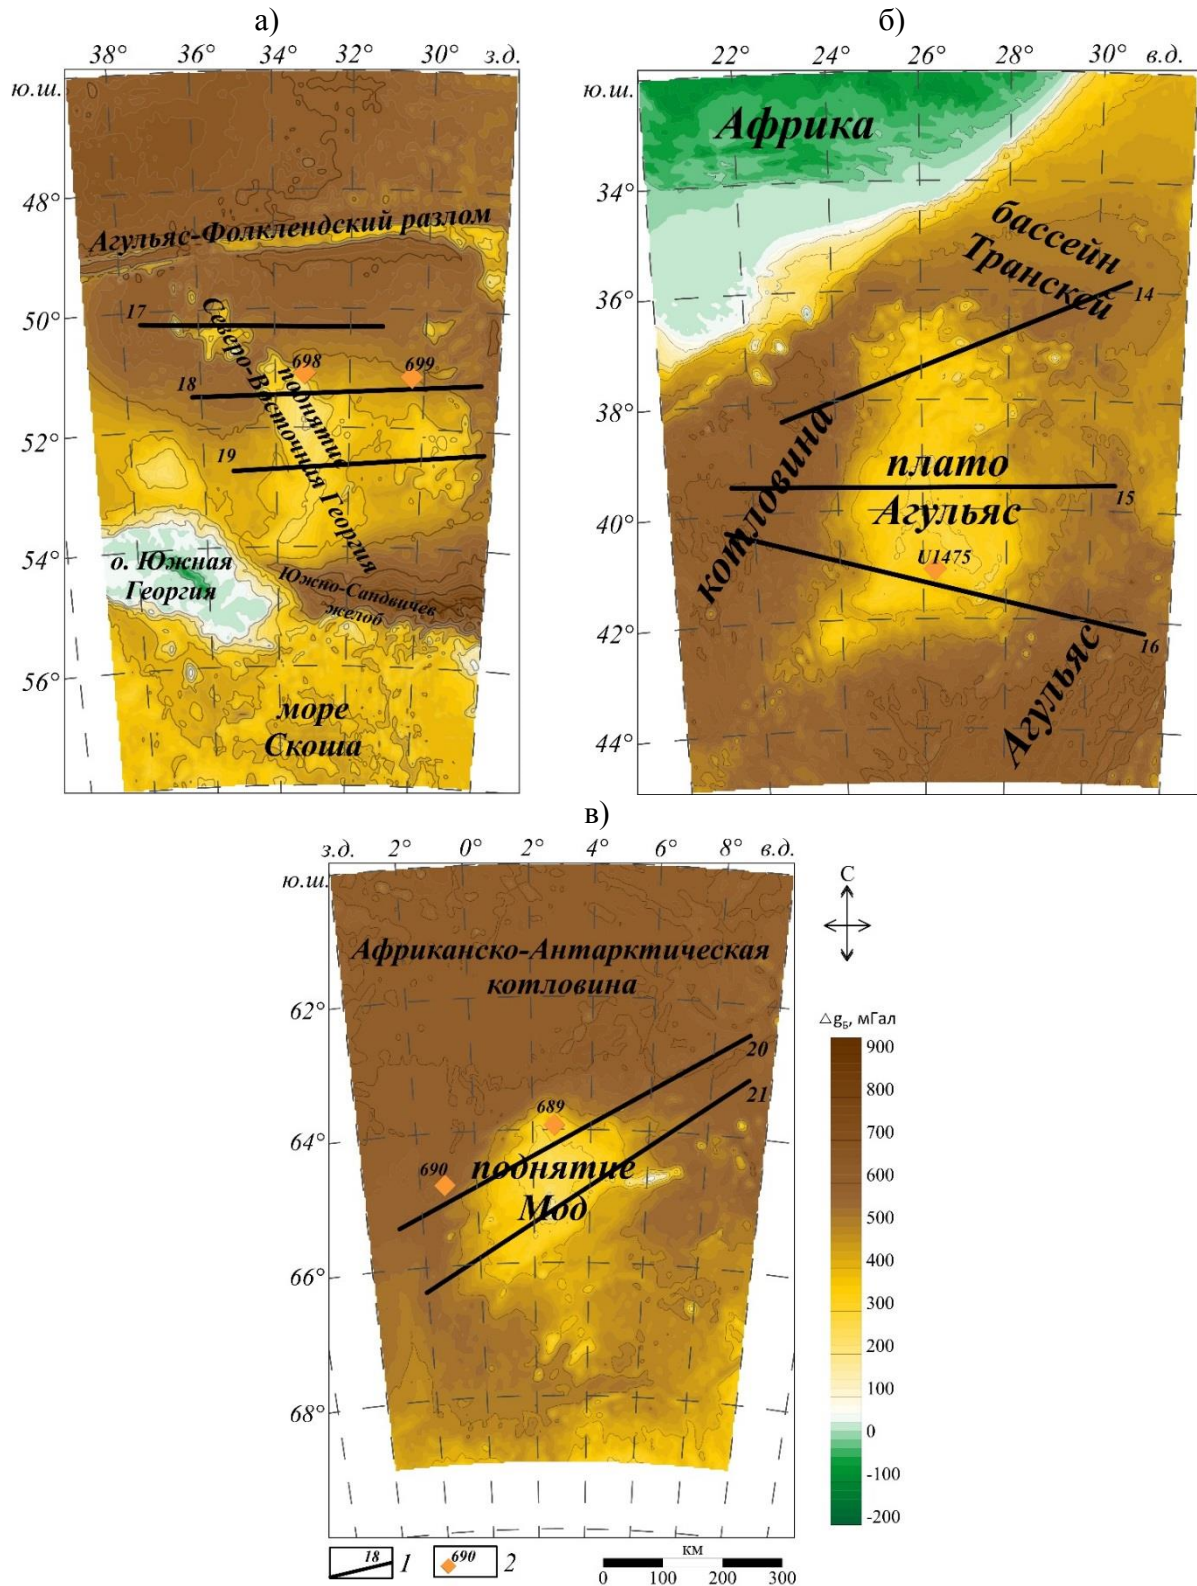 а)
38° 36° 34° 32° 30° з.д.
ю.ш.
48°
Агульяс-Фолклендский разлом
50°
17
Северо-Восточная Георгия
поднятие
698
699
18
52°
19
54°
о. Южная
Георгия
Южно-Сандвичев
желоб
56°
море
Скоша
б)
22° 24° 26° 28° 30° в.д.
ю.ш.
Африка
34°
бассейн
Транскей
36°
14
38°
котловина
плато
Агульяс
15
40°
U1475
42°
16
Агульяс
44°
в)
з.д. 2° 0° 2° 4° 6° 8° в.д.
ю.ш.
С
Африканско-Антарктическая
котловина
62°
20
21
689
64°
690
поднятие
Мод
66°
68°
△gБ, мГал
900
800
700
600
500
400
300
200
100
0
-100
-200
18 1 690 2
км
0 100 200 300